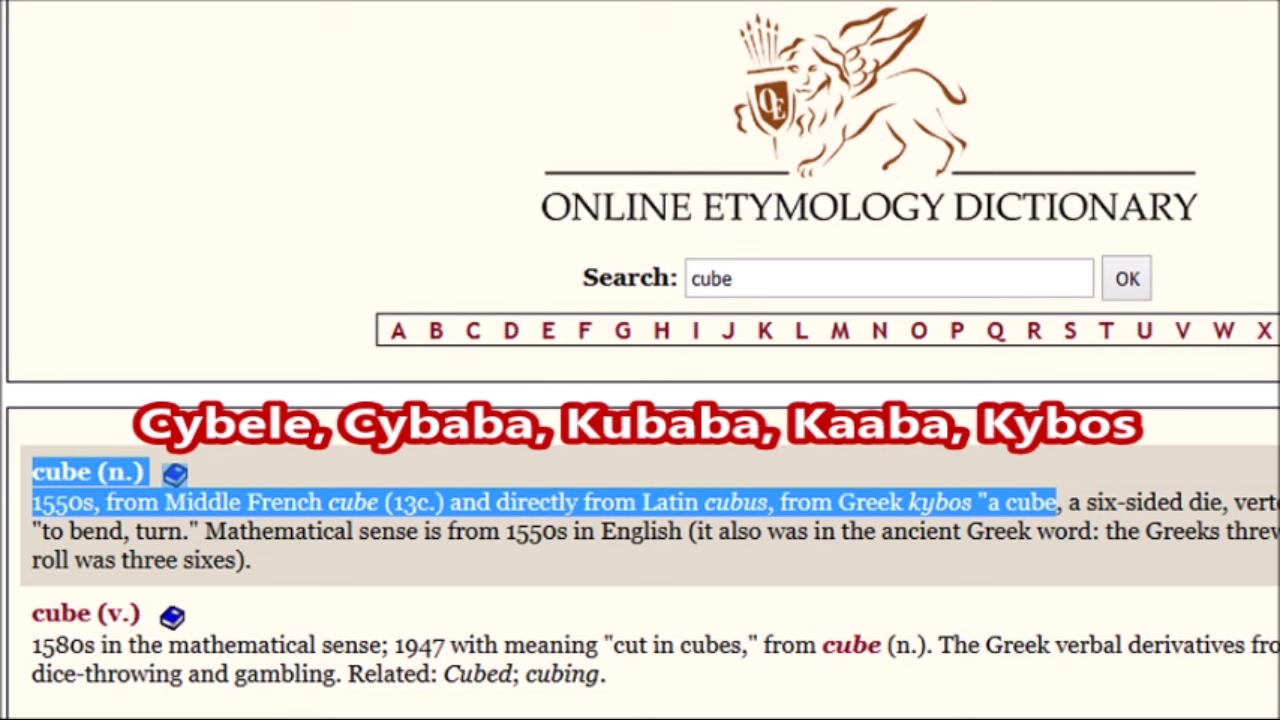 OE
ONLINE ETYMOLOGY DICTIONARY
Search: cube OK
A B C D E F G H I J K L M N O P Q R S T U V W X
Cybele, Cybaba, Kubaba, Kaaba, Kybos
cube (n.)
1550s, from Middle French cube (13c.) and directly from Latin cubus, from Greek kybos "a cube, a six-sided die,
"to bend, turn." Mathematical sense is from 1550s in English (it also was in the ancient Greek word: the Greeks
roll was three sixes).
cube (v.)
1580s in the mathematical sense; 1947 with meaning "cut in cubes," from cube (n.). The Greek verbal derivatives
dice-throwing and gambling. Related: Cubed; cubing.